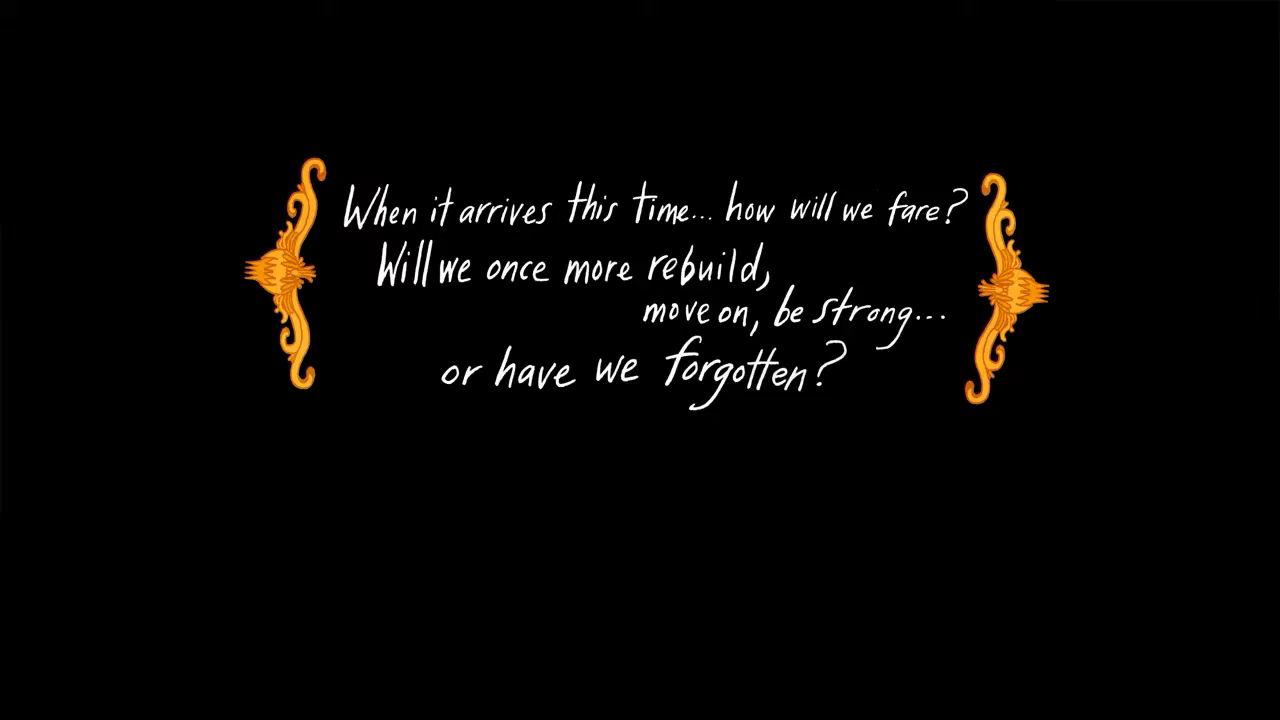 When it arrives this time... how will we fare?
Will we once more rebuild,
move on, be strong...
or have we forgotten?